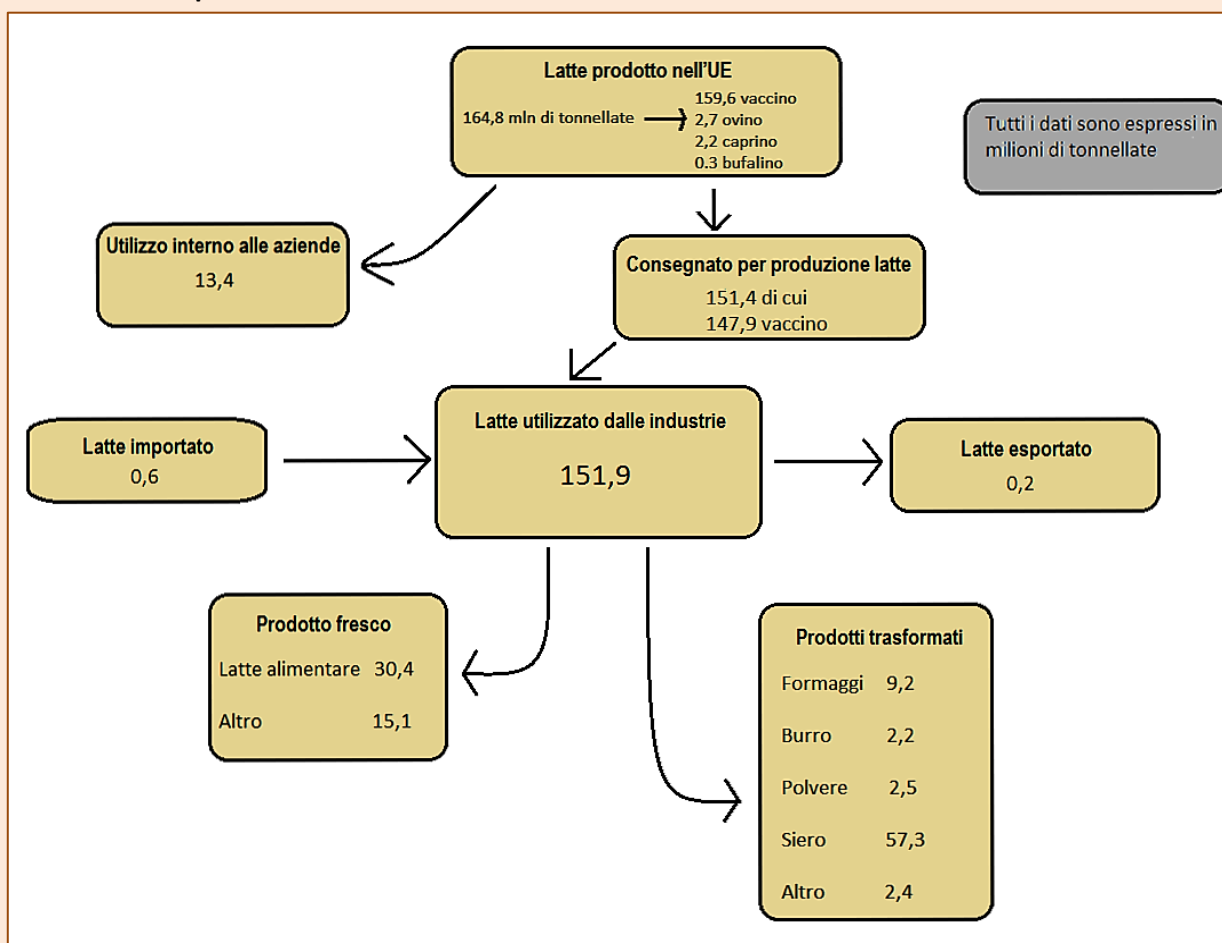 Latte prodotto nell'UE
164,8 mln di tonnellate
159,6 vaccino
2,7 ovino
2,2 caprino
0.3 bufalino
Tutti i dati sono espressi in
milioni di tonnellate
Utilizzo interno alle aziende
13,4
Consegnato per produzione latte
151,4 di cui
147,9 vaccino
Latte importato
0,6
Latte utilizzato dalle industrie
151,9
Latte esportato
0,2
Prodotto fresco
Latte alimentare 30,4
Altro 15,1
Prodotti trasformati
Formaggi 9,2
Burro 2,2
Polvere 2,5
Siero 57,3
Altro 2,4